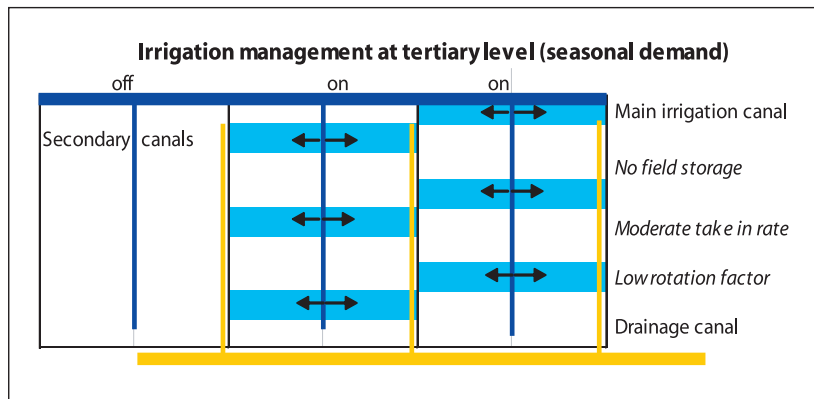 Irrigation management at tertiary level (seasonal demand)
off on on
Main irrigation canal
Secondary canals
No field storage
Moderate take in rate
Low rotation factor
Drainage canal